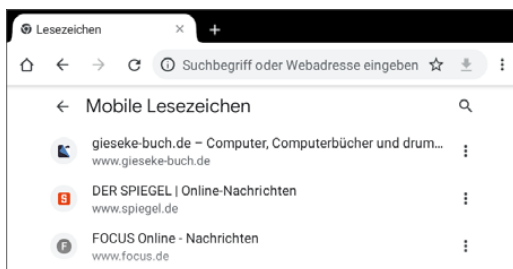 Lesezeichen
Suchbegriff oder Webadresse eingeben
Mobile Lesezeichen
gieseke-buch.de – Computer, Computerbücher und drum...
www.gieseke-buch.de
S
DER SPIEGEL | Online-Nachrichten
www.spiegel.de
F
FOCUS Online - Nachrichten
www.focus.de